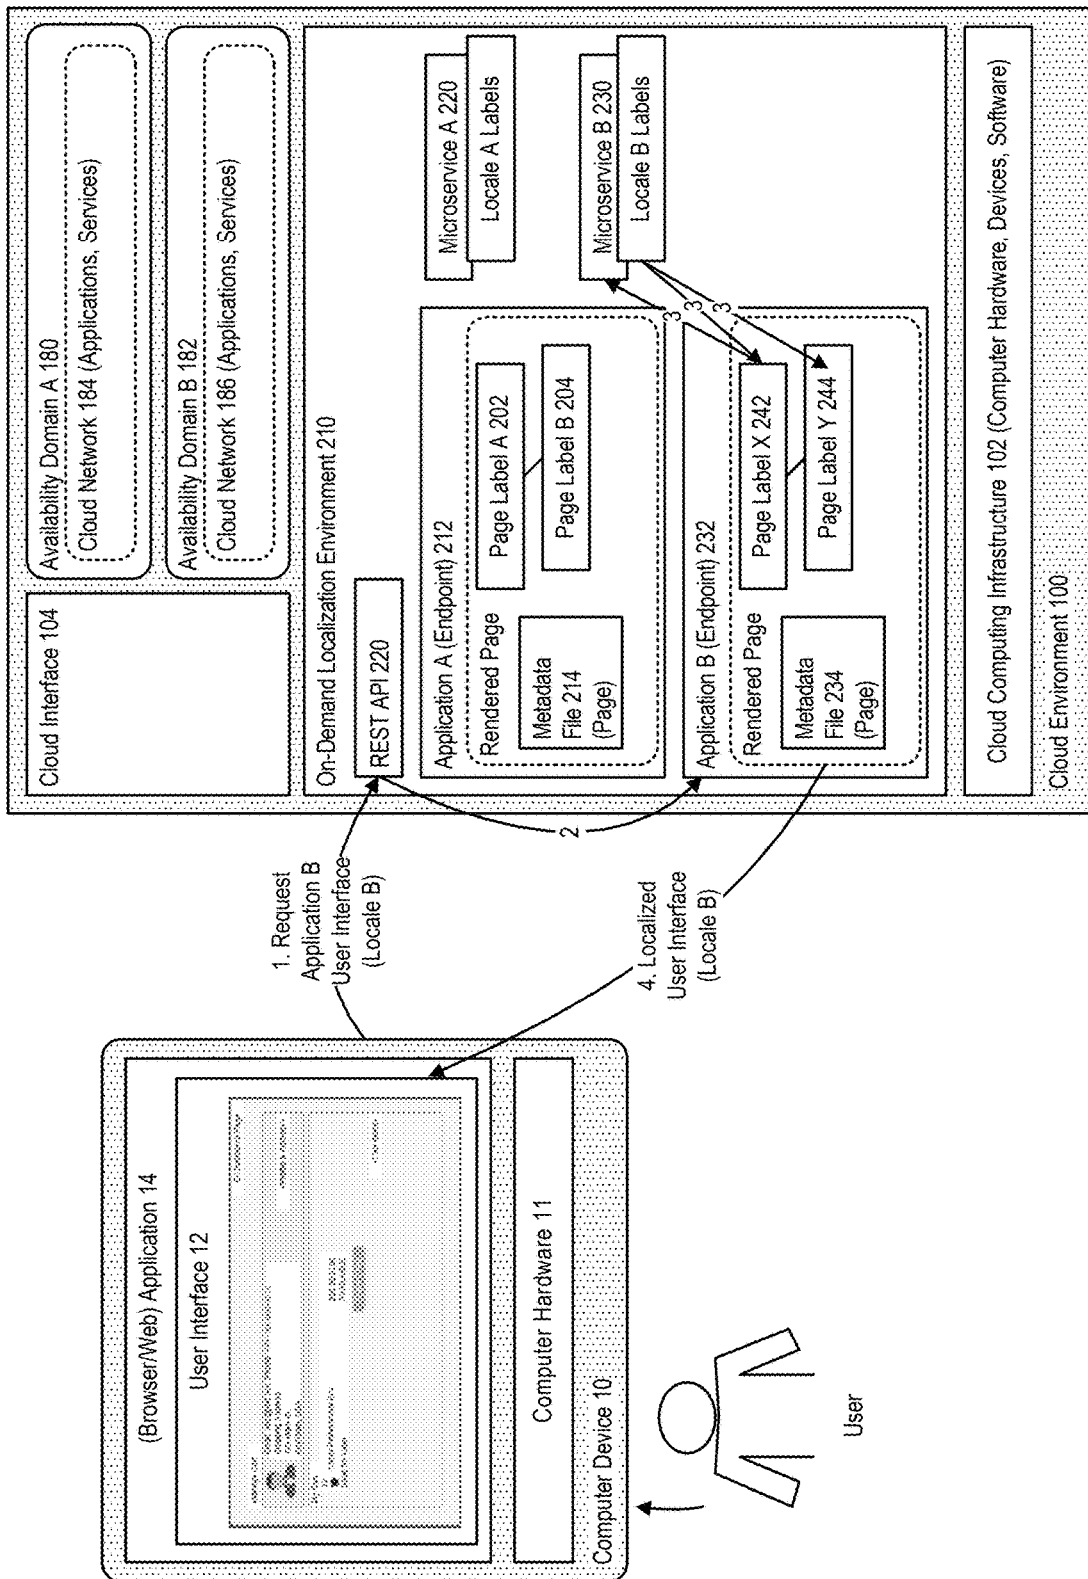 (Browser/Web) Application 14
User Interface 12
Computer Hardware 11
Computer Device 10
User
1. Request
Application B
User Interface
(Locale B)
2
4. Localized
User Interface
(Locale B)
Cloud Interface 104
Availability Domain A 180
Cloud Network 184 (Applications, Services)
Availability Domain B 182
Cloud Network 186 (Applications, Services)
On-Demand Localization Environment 210
REST API 220
Application A (Endpoint) 212
Rendered Page
Metadata
File 214
(Page)
Page Label A 202
Page Label B 204
Microservice A 220
Locale A Labels
Application B (Endpoint) 232
Rendered Page
Metadata
File 234
(Page)
Page Label X 242
Page Label Y 244
3
3
3
Microservice B 230
Locale B Labels
Cloud Computing Infrastructure 102 (Computer Hardware, Devices, Software)
Cloud Environment 100